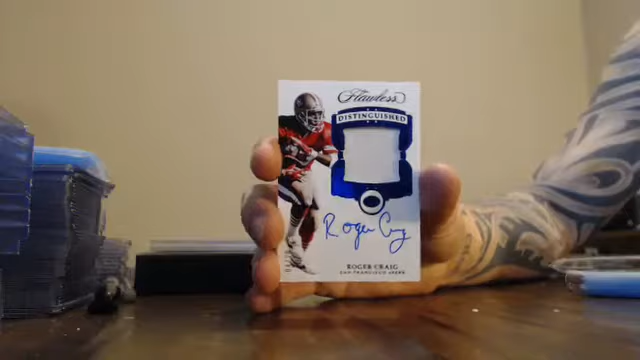 Flawless
DISTINGUISHED
Roger Craig
ROGER CRAIG
SAN FRANCISCO 49ERS